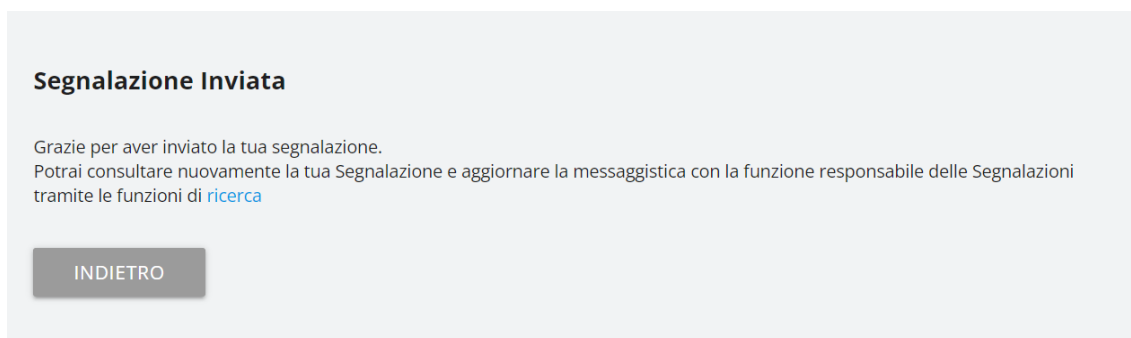 Segnalazione Inviata
Grazie per aver inviato la tua segnalazione.
Potrai consultare nuovamente la tua Segnalazione e aggiornare la messaggistica con la funzione responsabile delle Segnalazioni
tramite le funzioni di ricerca
INDIETRO